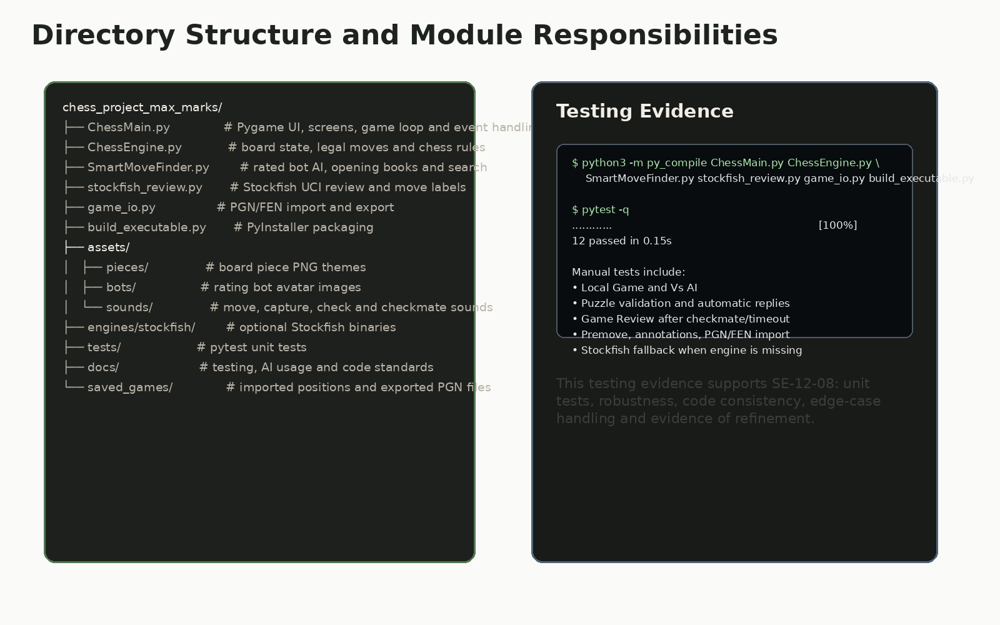 Directory Structure and Module Responsibilities
chess_project_max_marks/
├── ChessMain.py # Pygame UI, screens, game loop and event handlin
├── ChessEngine.py # board state, legal moves and chess rules
├── SmartMoveFinder.py # rated bot AI, opening books and search
├── stockfish_review.py # Stockfish UCI review and move labels
├── game_io.py # PGN/FEN import and export
├── build_executable.py # PyInstaller packaging
├── assets/
│ ├── pieces/ # board piece PNG themes
│ ├── bots/ # rating bot avatar images
│ └── sounds/ # move, capture, check and checkmate sounds
├── engines/stockfish/ # optional Stockfish binaries
├── tests/ # pytest unit tests
├── docs/ # testing, AI usage and code standards
└── saved_games/ # imported positions and exported PGN files
Testing Evidence
$ python3 -m py_compile ChessMain.py ChessEngine.py \
SmartMoveFinder.py stockfish_review.py game_io.py build_executable.py
$ pytest -q
............ [100%]
12 passed in 0.15s
Manual tests include:
• Local Game and Vs AI
• Puzzle validation and automatic replies
• Game Review after checkmate/timeout
• Premove, annotations, PGN/FEN import
• Stockfish fallback when engine is missing
This testing evidence supports SE-12-08: unit
tests, robustness, code consistency, edge-case
handling and evidence of refinement.